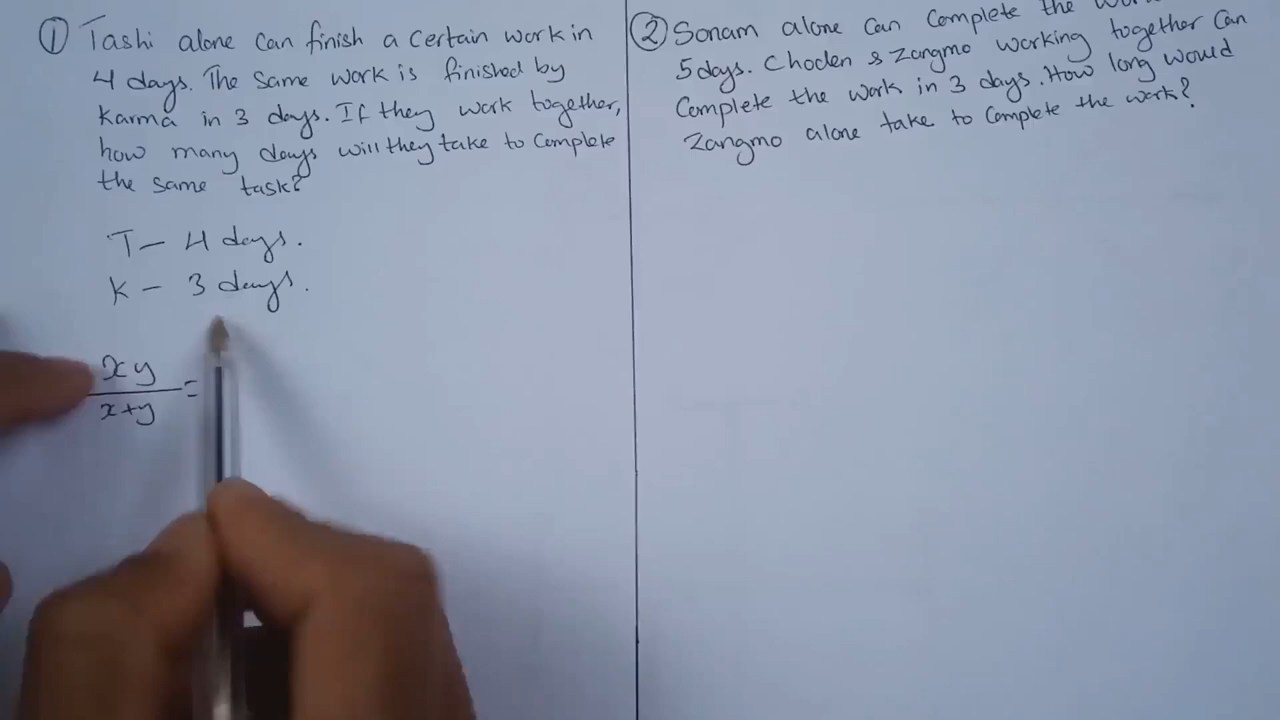 ① Tashi alone can finish a certain work in
4 days. The same work is finished by
Karma in 3 days. If they work together,
how many days will they take to complete
the same task?
T – 4 days.
K – 3 days.
xy
x+y
=
② Sonam alone can complete the
5 days. Choden & Zangmo working together can
complete the work in 3 days. How long would
Zangmo alone take to complete the work?